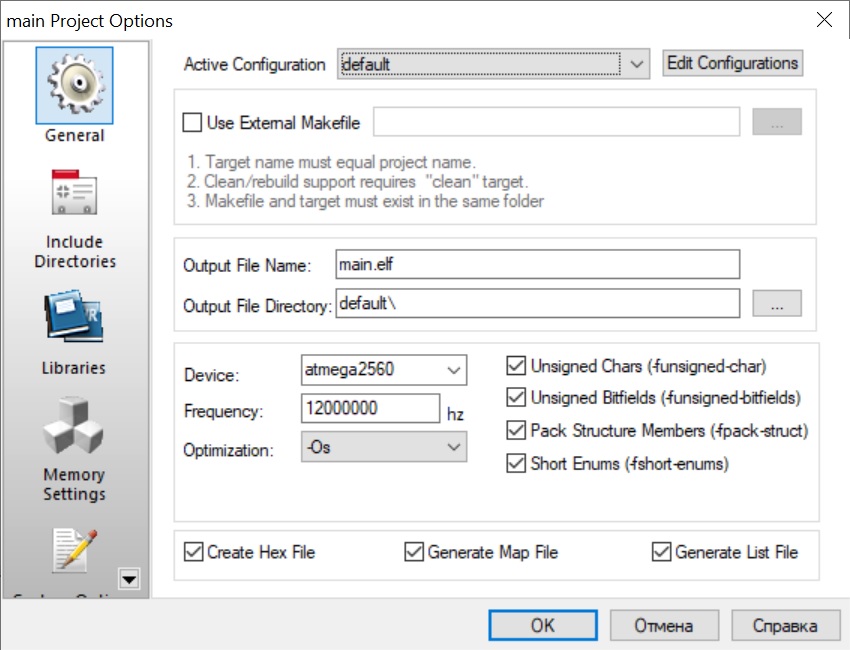 main Project Options
General
Include
Directories
Libraries
Memory
Settings
Active Configuration default Edit Configurations
Use External Makefile ...
1. Target name must equal project name.
2. Clean/rebuild support requires "clean" target.
3. Makefile and target must exist in the same folder
Output File Name: main.elf
Output File Directory: default\ ...
Device: atmega2560
Frequency: 12000000 hz
Optimization: -Os
Unsigned Chars (-funsigned-char)
Unsigned Bitfields (-funsigned-bitfields)
Pack Structure Members (-fpack-struct)
Short Enums (-fshort-enums)
Create Hex File Generate Map File Generate List File
OK Отмена Справка